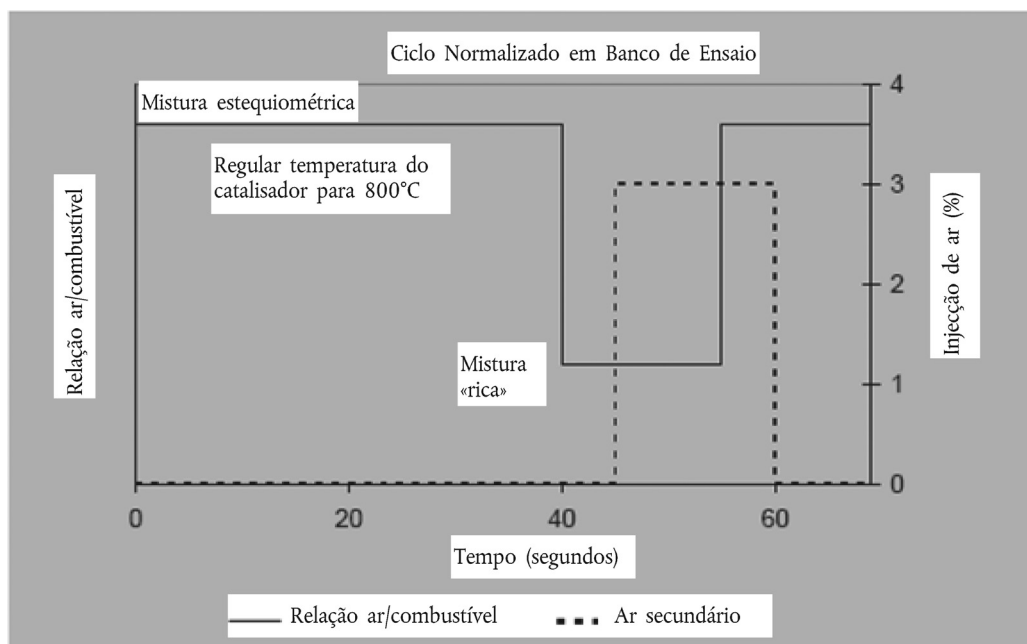 Ciclo Normalizado em Banco de Ensaio
Mistura estequiométrica
Regular temperatura do
catalisador para 800°C
Mistura
«rica»
Relação ar/combustível
Injecção de ar (%)
4
3
2
1
0
0 20 40 60
Tempo (segundos)
Relação ar/combustível Ar secundário